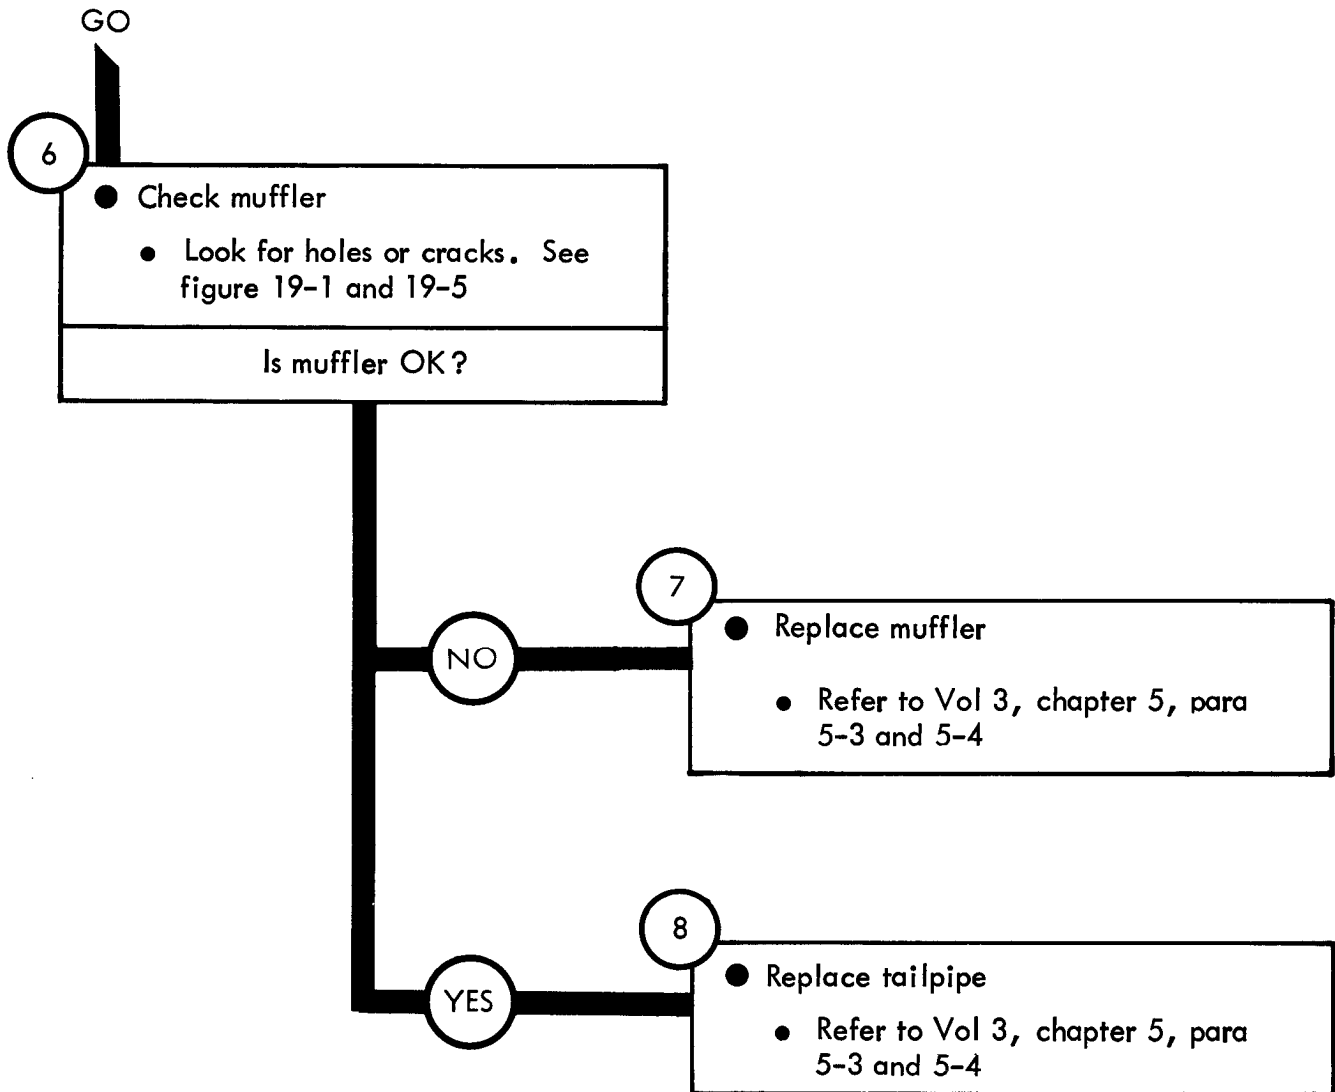 GO
6
● Check muffler
● Look for holes or cracks. See
figure 19-1 and 19-5
Is muffler OK?
7
NO
● Replace muffler
● Refer to Vol 3, chapter 5, para
5-3 and 5-4
8
YES
● Replace tailpipe
● Refer to Vol 3, chapter 5, para
5-3 and 5-4